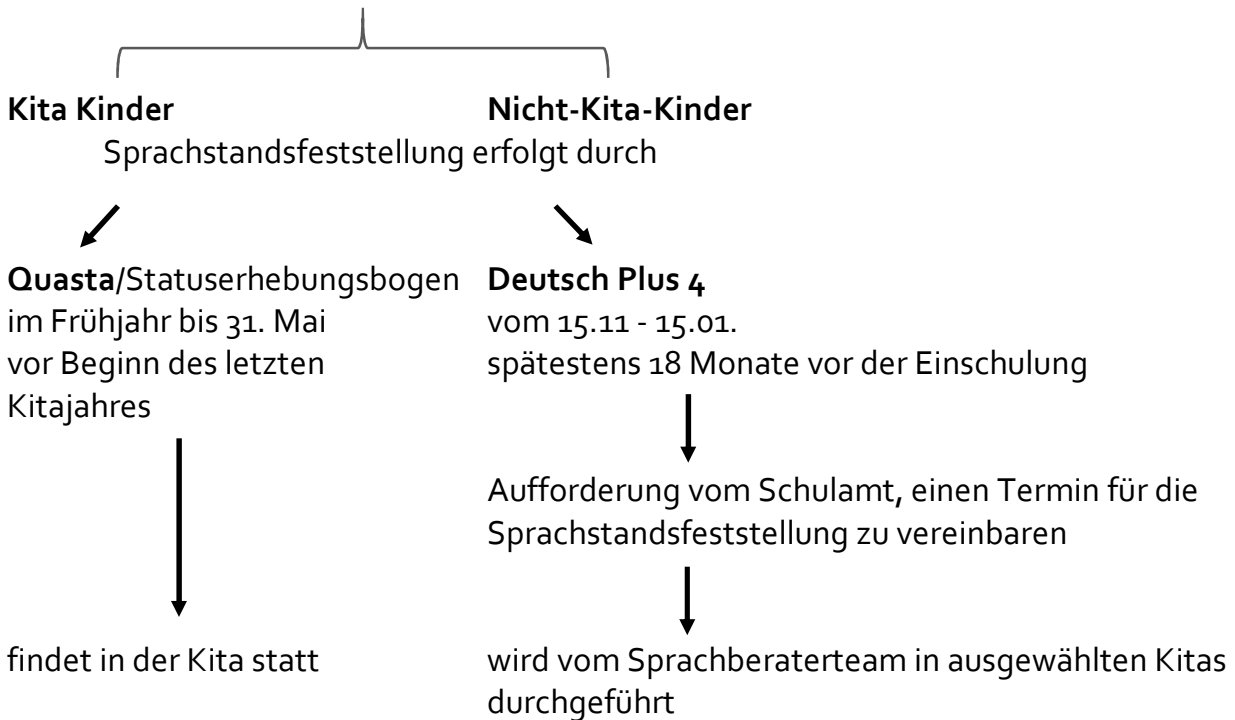 Kita Kinder
Nicht-Kita-Kinder
Sprachstandsfeststellung erfolgt durch
Quasta/Statuserhebungsbogen
im Frühjahr bis 31. Mai
vor Beginn des letzten
Kitajahres
findet in der Kita statt
Deutsch Plus 4
vom 15.11 - 15.01.
spätestens 18 Monate vor der Einschulung
Aufforderung vom Schulamt, einen Termin für die
Sprachstandsfeststellung zu vereinbaren
wird vom Sprachberaterteam in ausgewählten Kitas
durchgeführt